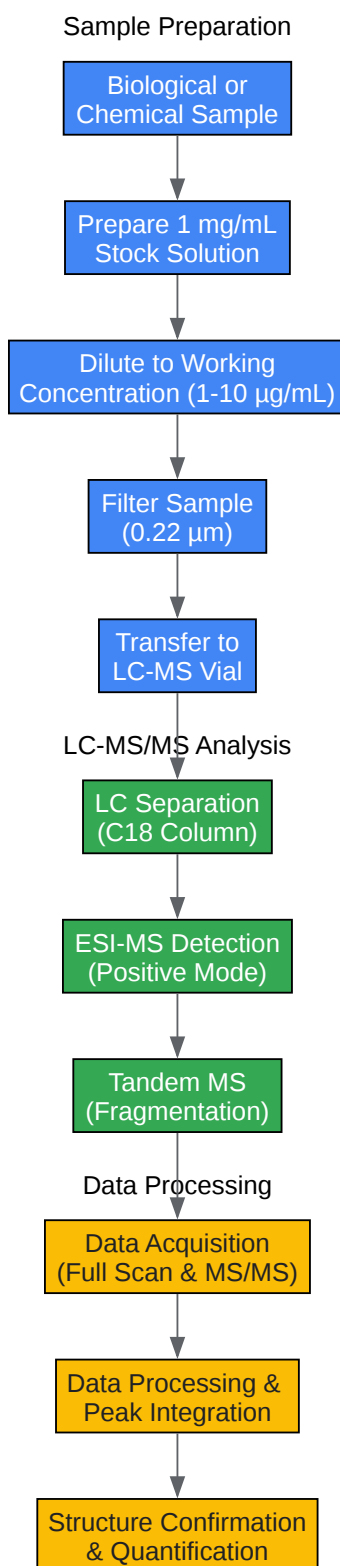 Sample Preparation
Biological or
Chemical Sample
Prepare 1 mg/mL
Stock Solution
Dilute to Working
Concentration (1-10 µg/mL)
Filter Sample
(0.22 µm)
Transfer to
LC-MS Vial
LC-MS/MS Analysis
LC Separation
(C18 Column)
ESI-MS Detection
(Positive Mode)
Tandem MS
(Fragmentation)
Data Processing
Data Acquisition
(Full Scan & MS/MS)
Data Processing &
Peak Integration
Structure Confirmation
& Quantification